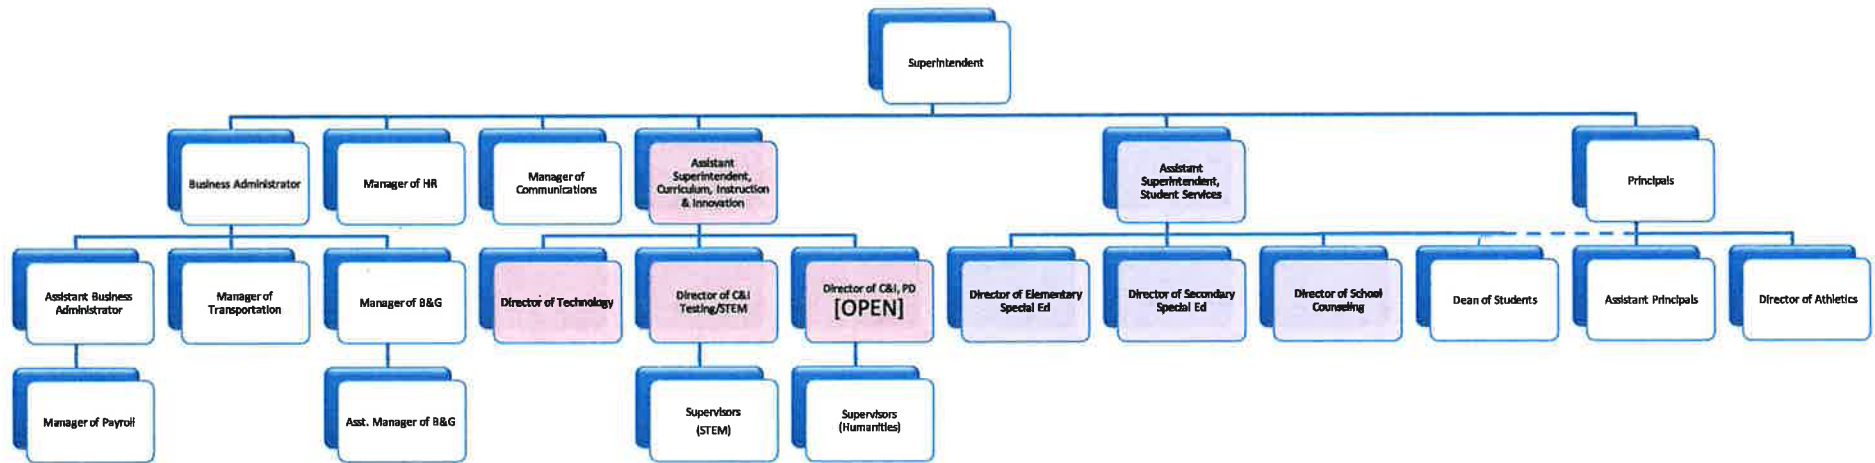 Superintendent
Business Administrator
Manager of HR
Manager of
Communications
Assistant
Superintendent,
Curriculum, Instruction
& Innovation
Assistant
Superintendent,
Student Services
Principals
Assistant Business
Administrator
Manager of
Transportation
Manager of B&G
Director of Technology
Director of C&I
Testing/STEM
Director of C&I, PD
[OPEN]
Director of Elementary
Special Ed
Director of Secondary
Special Ed
Director of School
Counseling
Dean of Students
Assistant Principals
Director of Athletics
Manager of Payroll
Asst. Manager of B&G
Supervisors
(STEM)
Supervisors
(Humanities)